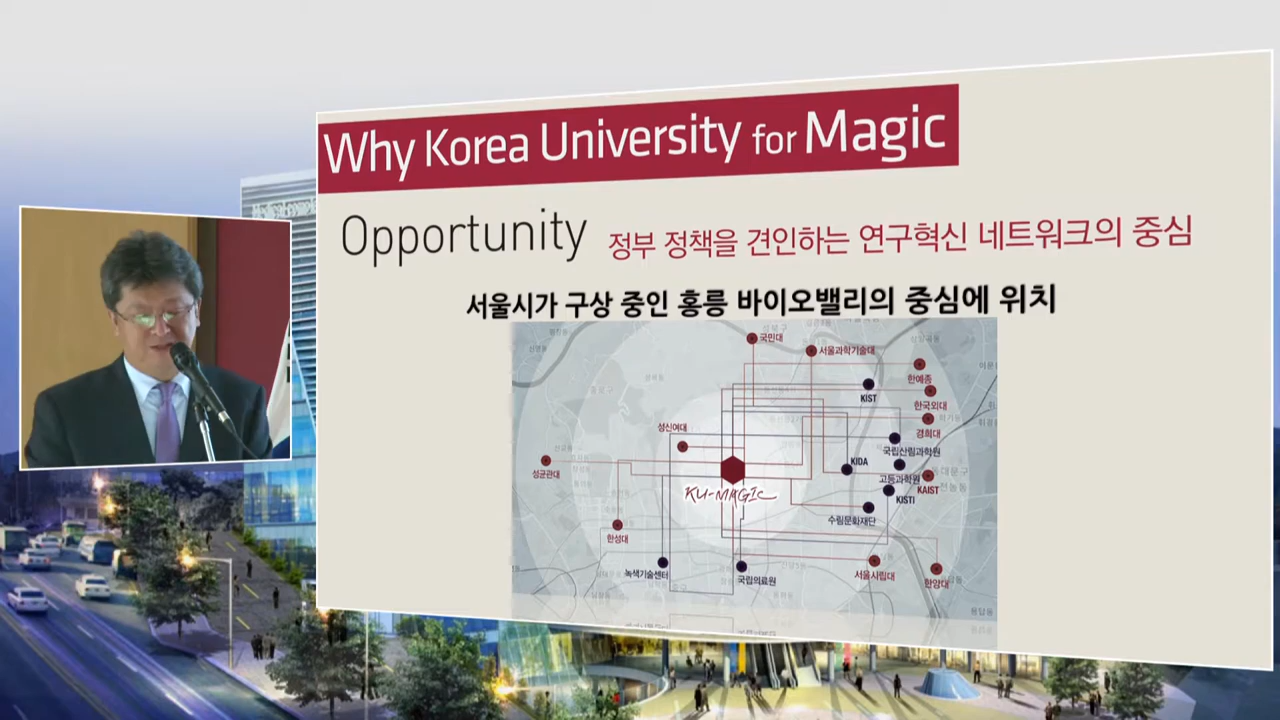 Why Korea University for Magic
Opportunity 정부 정책을 견인하는 연구혁신 네트워크의 중심
서울시가 구상 중인 홍릉 바이오밸리의 중심에 위치
국민대
서울과학기술대
한예종
KIST
한국외대
경희대
성신여대
국립산림과학원
성균관대
KIDA
고등과학원
KAIST
KU-MAGIC
KISTI
수림문화재단
한성대
녹색기술센터
국립의료원
서울시립대
한양대